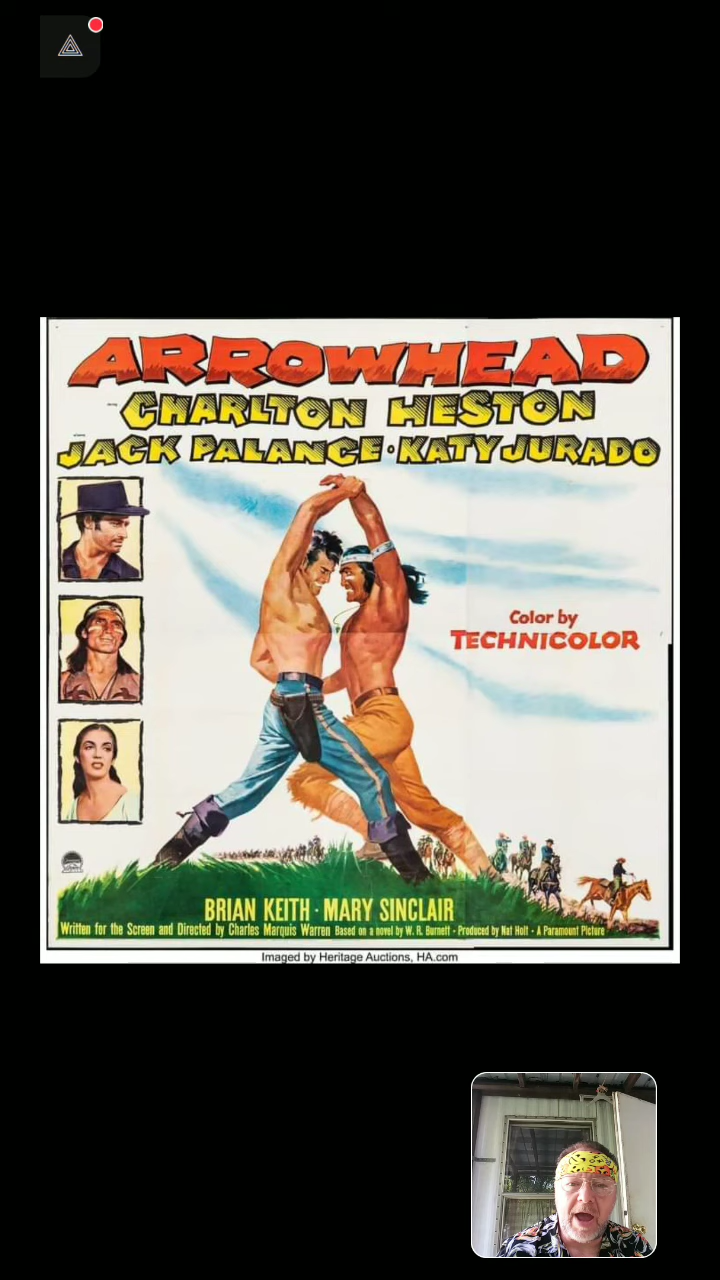 ARROWHEAD
CHARLTON HESTON
JACK PALANCE · KATY JURADO
Color by
TECHNICOLOR
BRIAN KEITH · MARY SINCLAIR
Written for the Screen and Directed by Charles Marquis Warren Based on a novel by W. R. Burnett · Produced by Nat Holt · A Paramount Picture
Imaged by Heritage Auctions, HA.com